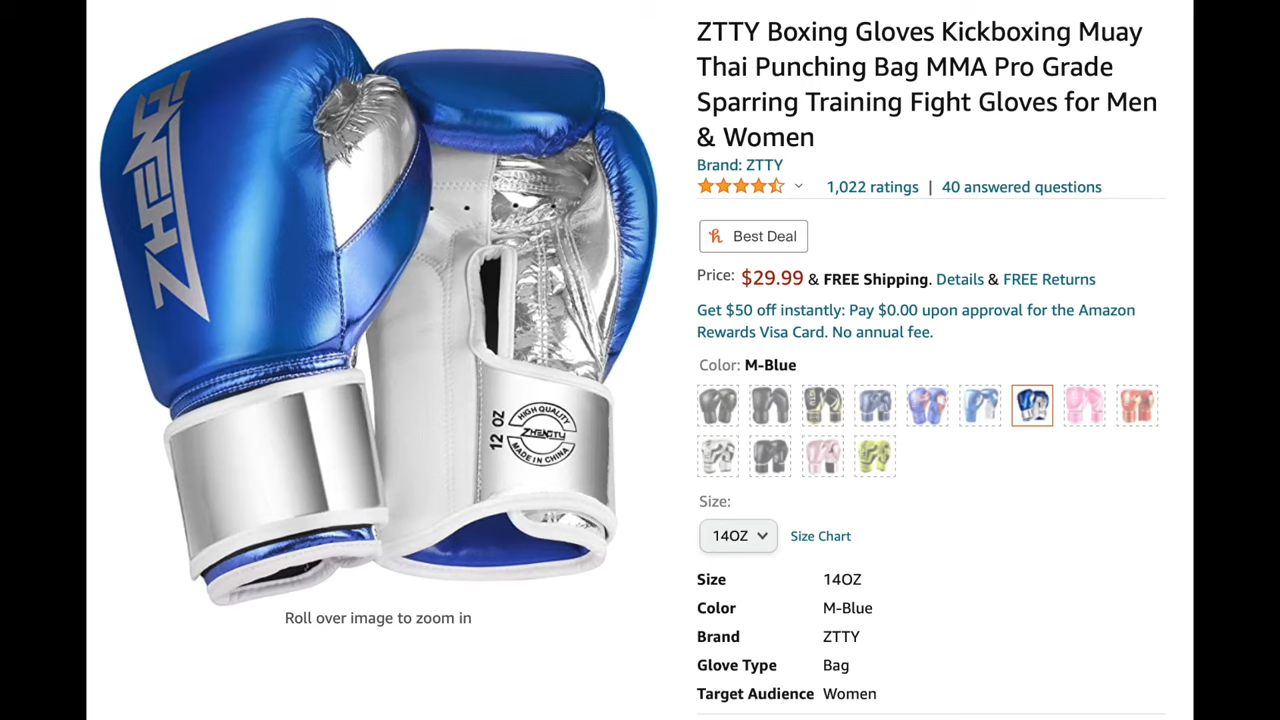 ZHENTU
12 OZ
HIGH QUALITY
ZHENGTU
MADE IN CHINA
Roll over image to zoom in
ZTTY Boxing Gloves Kickboxing Muay
Thai Punching Bag MMA Pro Grade
Sparring Training Fight Gloves for Men
& Women
Brand: ZTTY
1,022 ratings | 40 answered questions
Best Deal
Price: $29.99 & FREE Shipping. Details & FREE Returns
Get $50 off instantly: Pay $0.00 upon approval for the Amazon
Rewards Visa Card. No annual fee.
Color: M-Blue
Size:
14OZ Size Chart
Size 14OZ
Color M-Blue
Brand ZTTY
Glove Type Bag
Target Audience Women